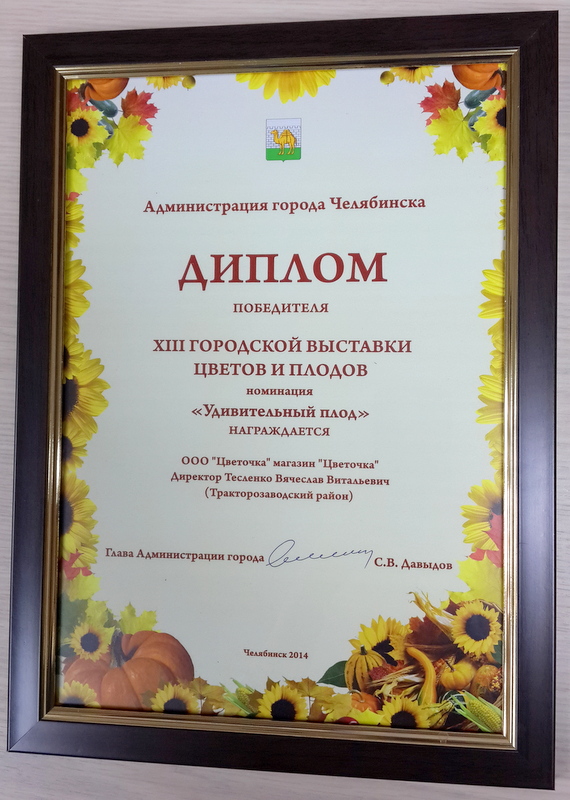 Администрация города Челябинска
ДИПЛОМ
ПОБЕДИТЕЛЯ
XIII ГОРОДСКОЙ ВЫСТАВКИ
ЦВЕТОВ И ПЛОДОВ
номинация
«Удивительный плод»
НАГРАЖДАЕТСЯ
ООО "Цветочка" магазин "Цветочка"
Директор Тесленко Вячеслав Витальевич
(Тракторозаводский район)
Глава Администрации города С.В. Давыдов
Челябинск 2014